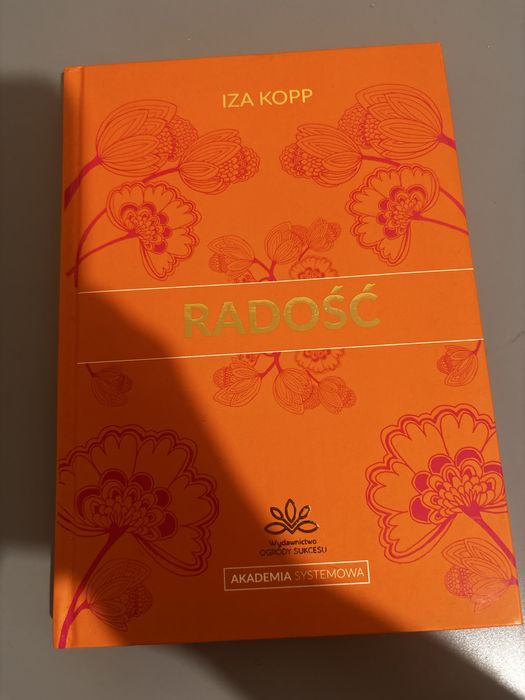 IZA KOPP
RADOŚĆ
Wydawnictwo
OGRODY SUKCESU
AKADEMIA SYSTEMOWA